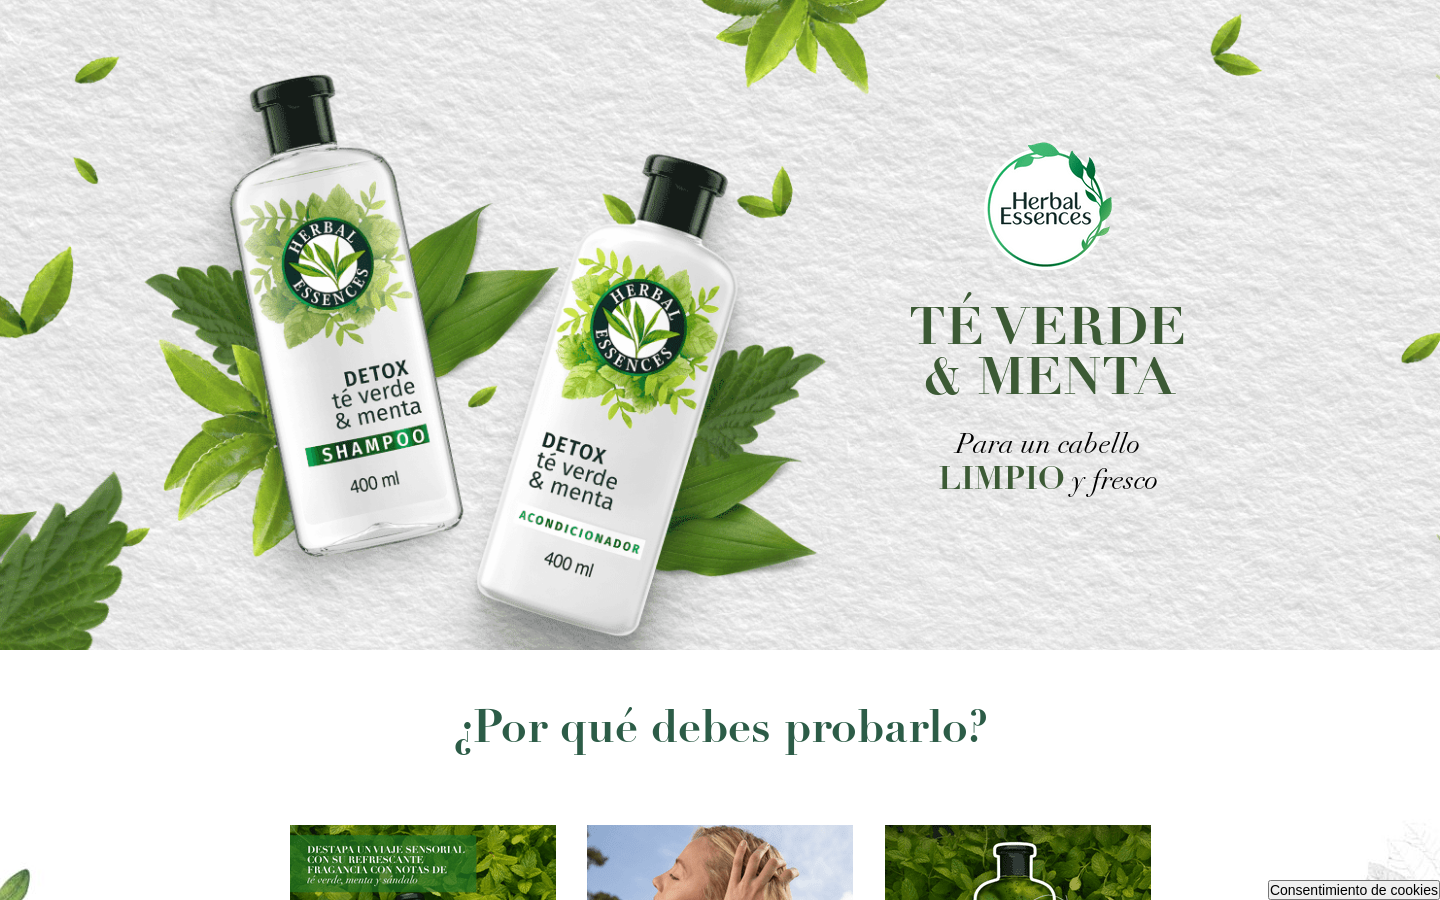 HERBAL
ESSENCES
DETOX
té verde
& menta
SHAMPOO
400 ml
HERBAL
ESSENCES
DETOX
té verde
& menta
ACONDICIONADOR
400 ml
Herbal
Essences
TÉ VERDE
& MENTA
Para un cabello
LIMPIO y fresco
¿Por qué debes probarlo?
DESTAPA UN VIAJE SENSORIAL
CON SU REFRESCANTE
FRAGANCIA CON NOTAS DE
té verde, menta y sándalo
Consentimiento de cookies